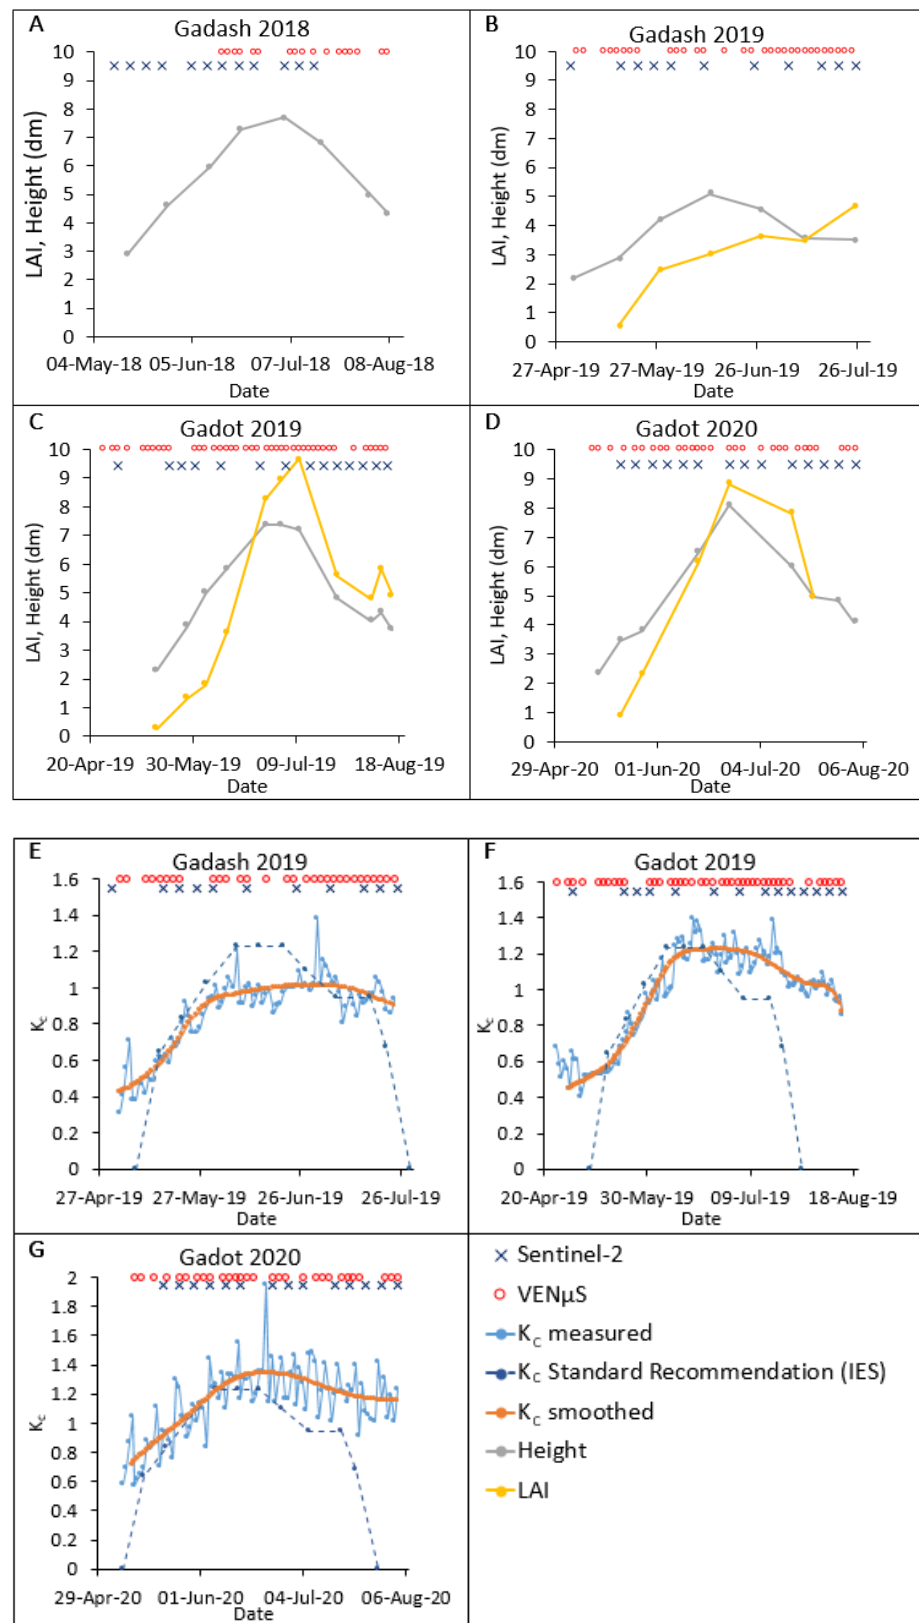 A
Gadash 2018
10
9
8
7
6
5
4
3
2
1
0
LAI, Height (dm)
04-May-18 05-Jun-18 07-Jul-18 08-Aug-18
Date
B
Gadash 2019
10
9
8
7
6
5
4
3
2
1
0
LAI, Height (dm)
27-Apr-19 27-May-19 26-Jun-19 26-Jul-19
Date
C
Gadot 2019
10
9
8
7
6
5
4
3
2
1
0
LAI, Height (dm)
20-Apr-19 30-May-19 09-Jul-19 18-Aug-19
Date
D
Gadot 2020
10
9
8
7
6
5
4
3
2
1
0
LAI, Height (dm)
29-Apr-20 01-Jun-20 04-Jul-20 06-Aug-20
Date
E
Gadash 2019
1.6
1.4
1.2
1
0.8
0.6
0.4
0.2
0
Kc
27-Apr-19 27-May-19 26-Jun-19 26-Jul-19
Date
F
Gadot 2019
1.6
1.4
1.2
1
0.8
0.6
0.4
0.2
0
Kc
20-Apr-19 30-May-19 09-Jul-19 18-Aug-19
Date
G
Gadot 2020
2
1.8
1.6
1.4
1.2
1
0.8
0.6
0.4
0.2
0
Kc
29-Apr-20 01-Jun-20 04-Jul-20 06-Aug-20
Date
Sentinel-2
VENµS
Kc measured
Kc Standard Recommendation (IES)
Kc smoothed
Height
LAI